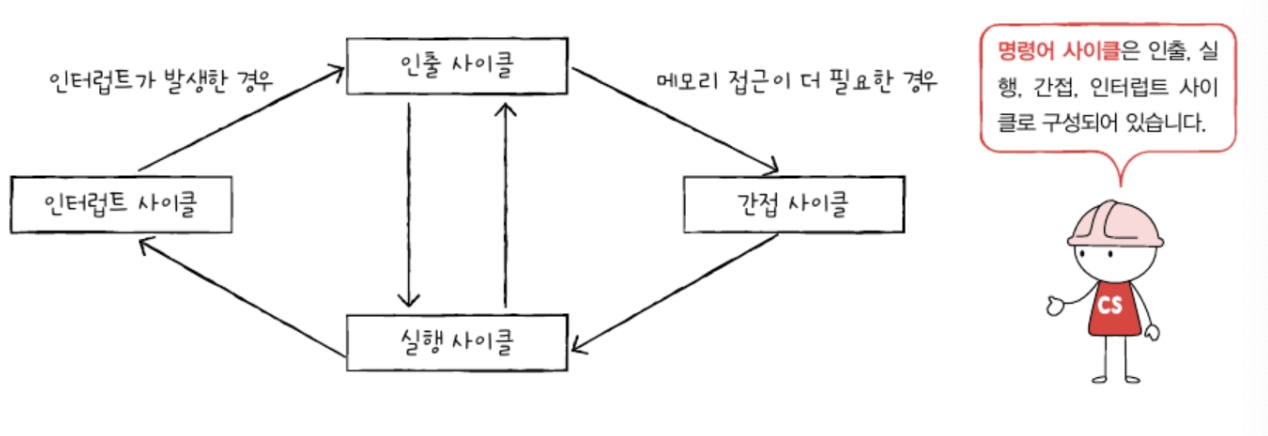 인터럽트가 발생한 경우
인출 사이클
메모리 접근이 더 필요한 경우
인터럽트 사이클
간접 사이클
실행 사이클
명령어 사이클은 인출, 실
행, 간접, 인터럽트 사이
클로 구성되어 있습니다.
CS